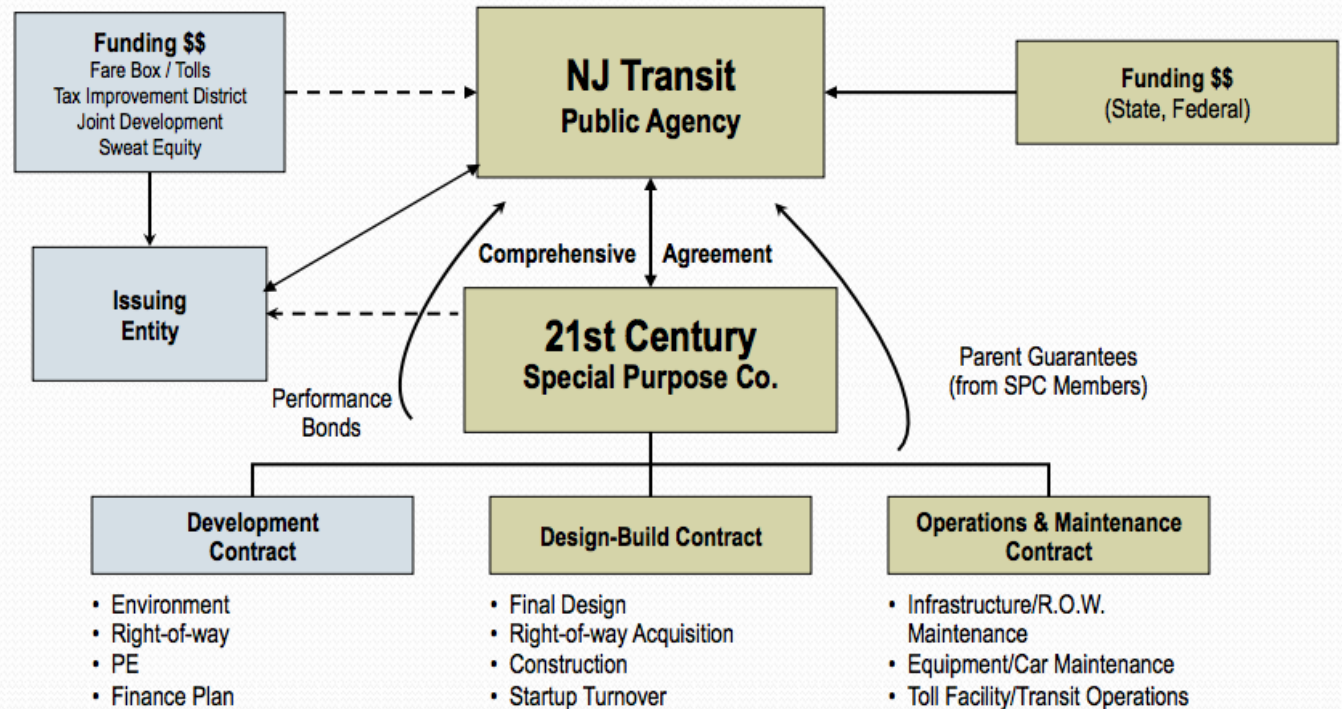 Funding $$
Fare Box / Tolls
Tax Improvement District
Joint Development
Sweat Equity
NJ Transit
Public Agency
Funding $$
(State, Federal)
Issuing
Entity
Comprehensive Agreement
21st Century
Special Purpose Co.
Performance
Bonds
Parent Guarantees
(from SPC Members)
Development
Contract
• Environment
• Right-of-way
• PE
• Finance Plan
Design-Build Contract
• Final Design
• Right-of-way Acquisition
• Construction
• Startup Turnover
Operations & Maintenance
Contract
• Infrastructure/R.O.W.
Maintenance
• Equipment/Car Maintenance
• Toll Facility/Transit Operations